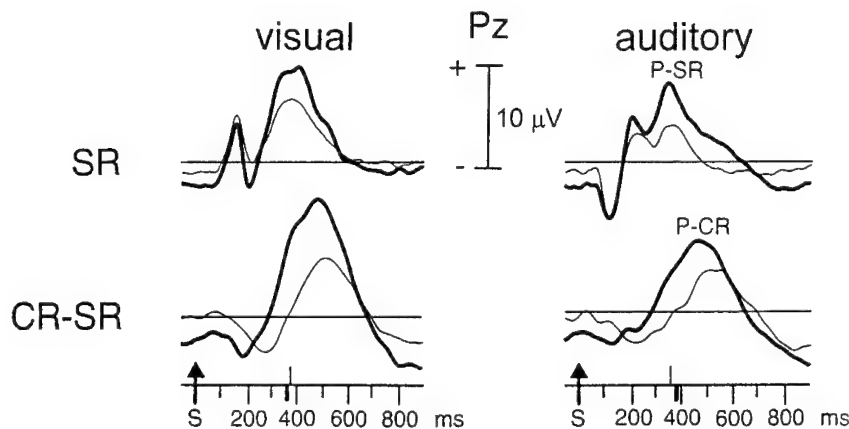 visual Pz auditory
+ P-SR
10 μV
SR -
P-CR
CR-SR
S 200 400 600 800 ms S 200 400 600 800 ms